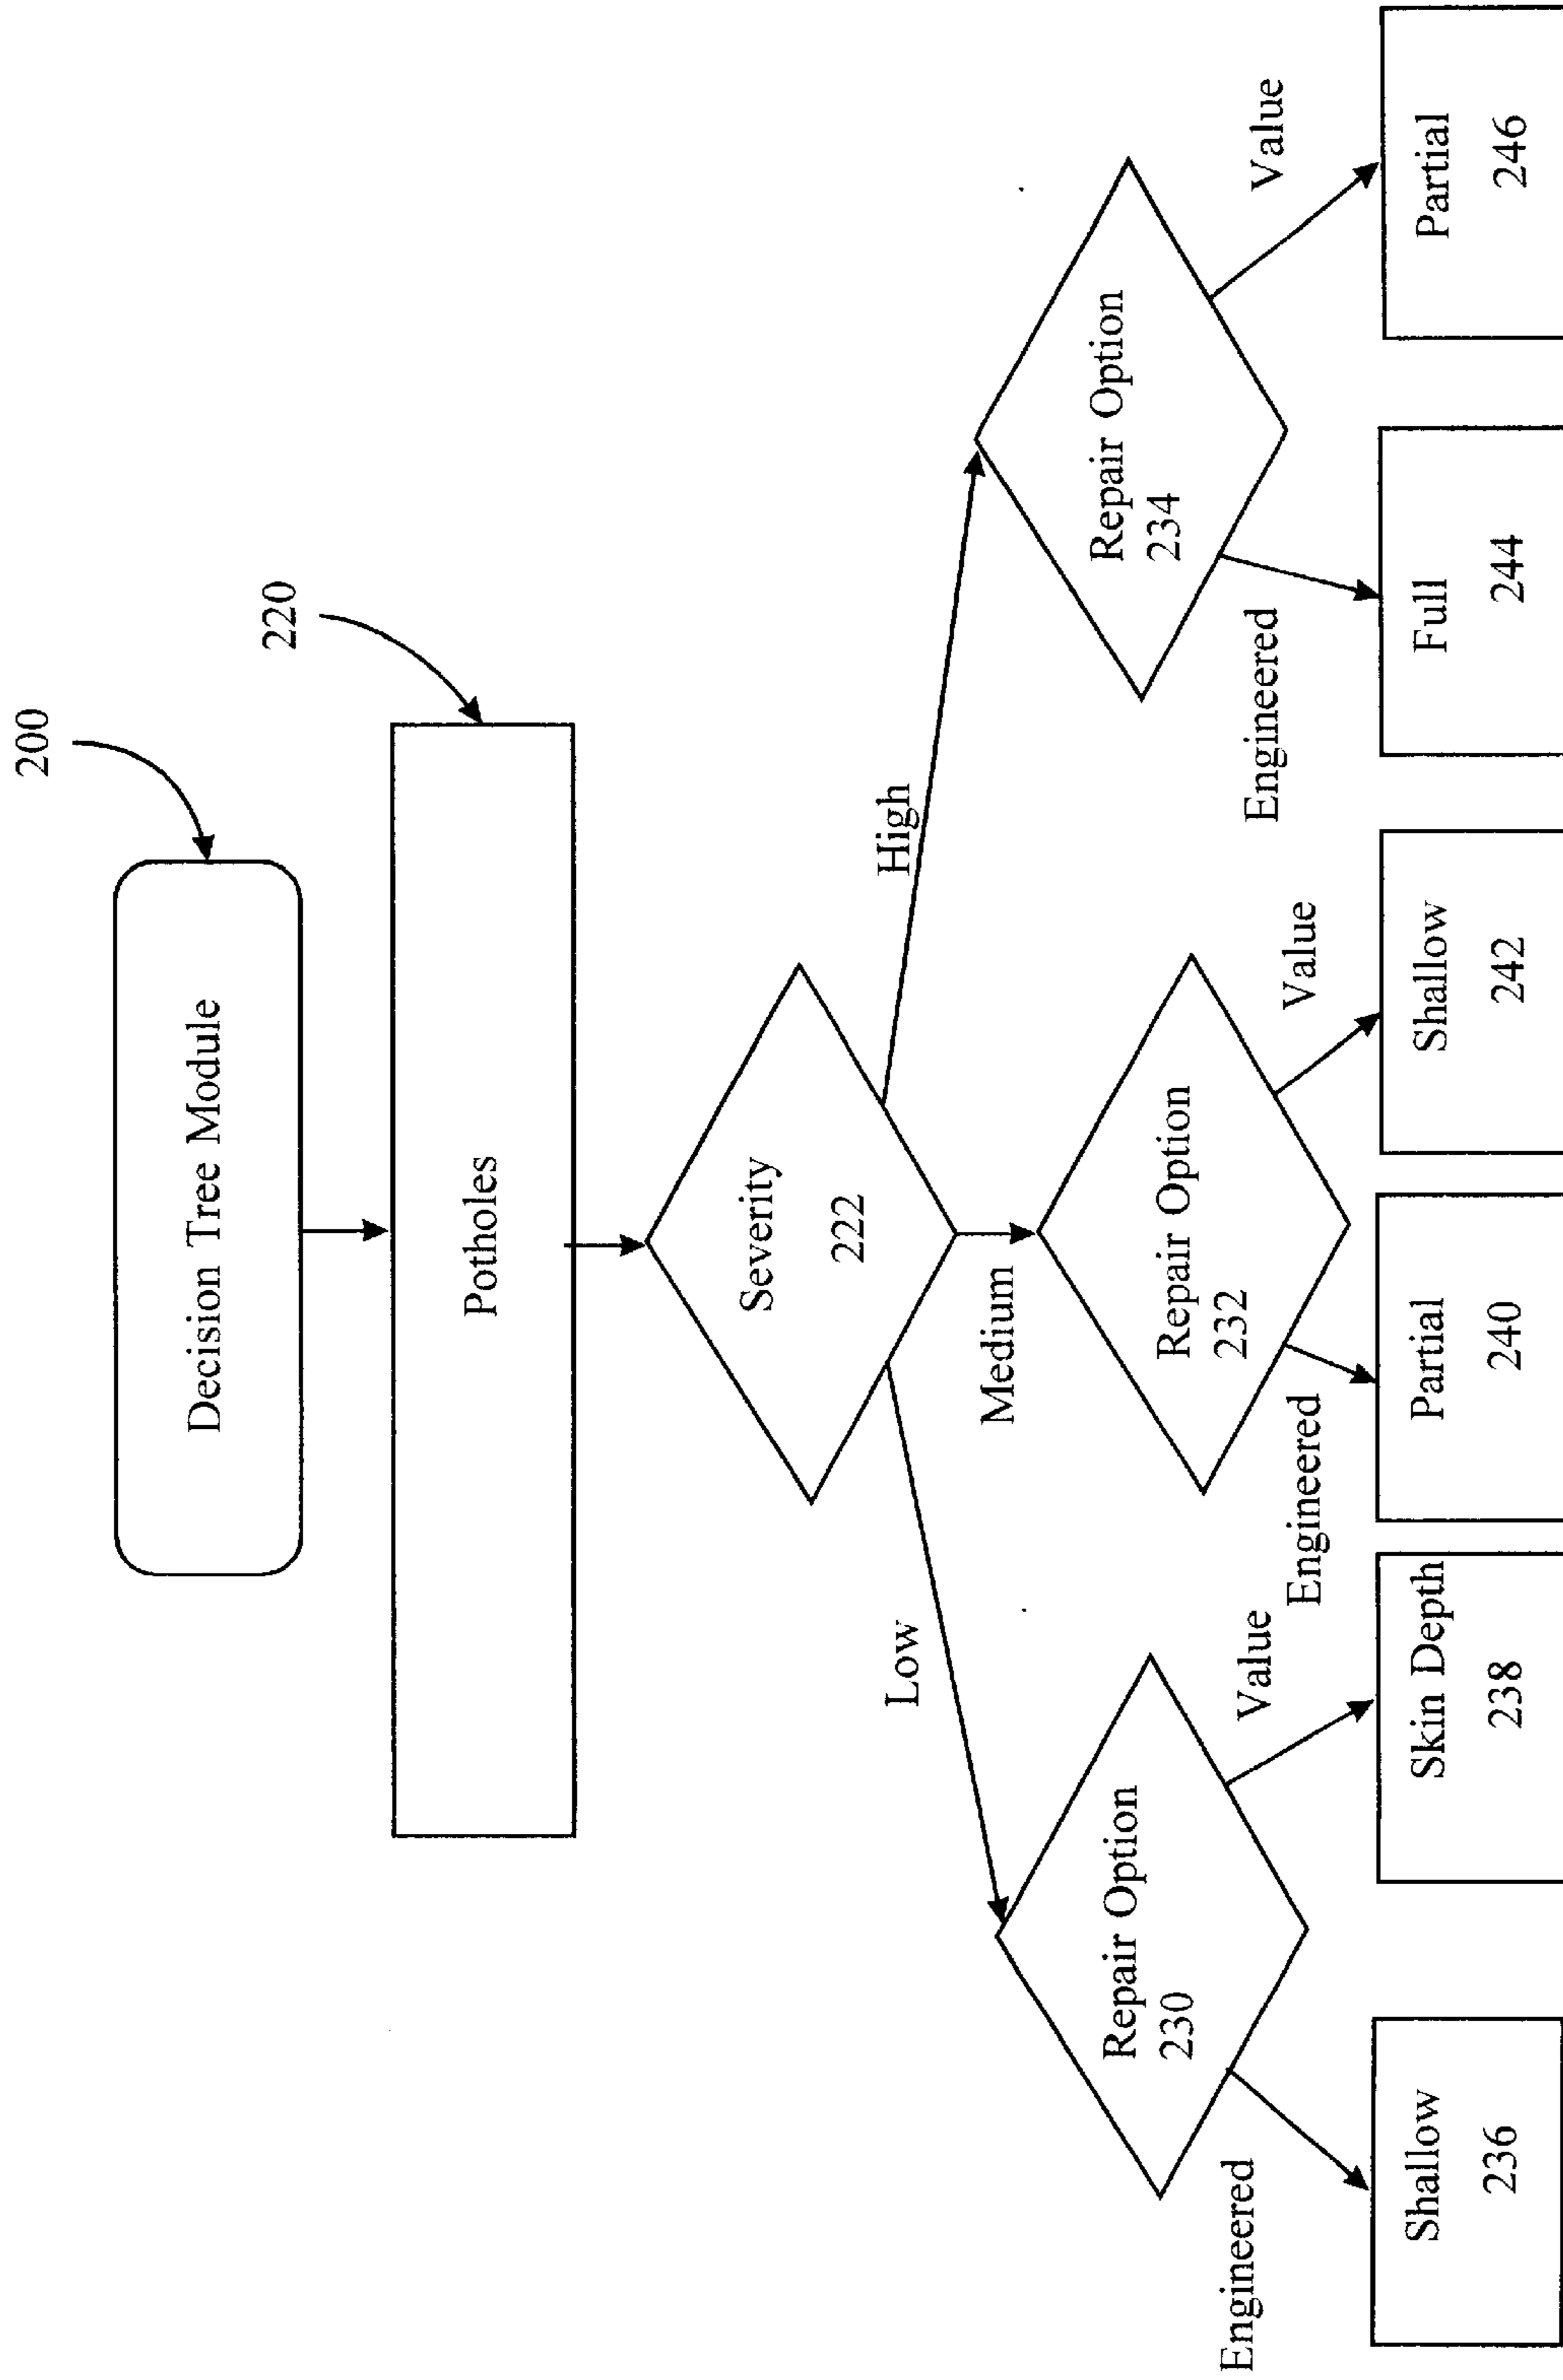 200
Decision Tree Module
220
Potholes
Severity
222
Low
Medium
High
Repair Option
230
Repair Option
232
Repair Option
234
Engineered
Value
Engineered
Value
Engineered
Value
Shallow
236
Skin Depth
238
Partial
240
Shallow
242
Full
244
Partial
246